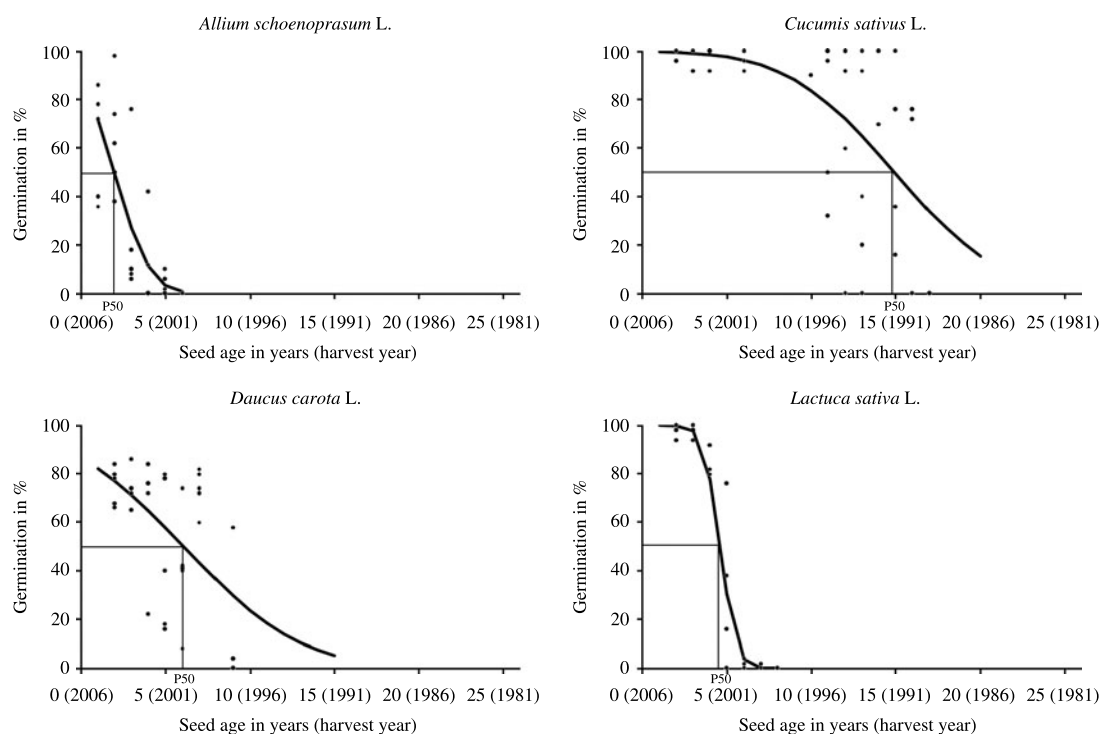 Allium schoenoprasum L.
Germination in %
100
80
60
40
20
0
P50
0 (2006) 5 (2001) 10 (1996) 15 (1991) 20 (1986) 25 (1981)
Seed age in years (harvest year)
Cucumis sativus L.
Germination in %
100
80
60
40
20
0
P50
0 (2006) 5 (2001) 10 (1996) 15 (1991) 20 (1986) 25 (1981)
Seed age in years (harvest year)
Daucus carota L.
Germination in %
100
80
60
40
20
0
P50
0 (2006) 5 (2001) 10 (1996) 15 (1991) 20 (1986) 25 (1981)
Seed age in years (harvest year)
Lactuca sativa L.
Germination in %
100
80
60
40
20
0
P50
0 (2006) 5 (2001) 10 (1996) 15 (1991) 20 (1986) 25 (1981)
Seed age in years (harvest year)